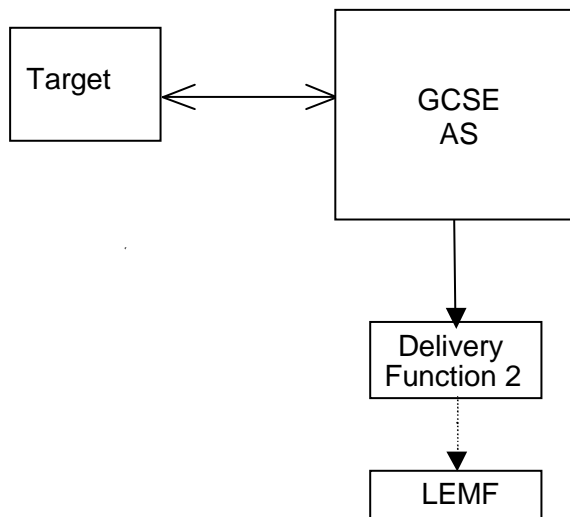 Target
GCSE
AS
Delivery
Function 2
LEMF